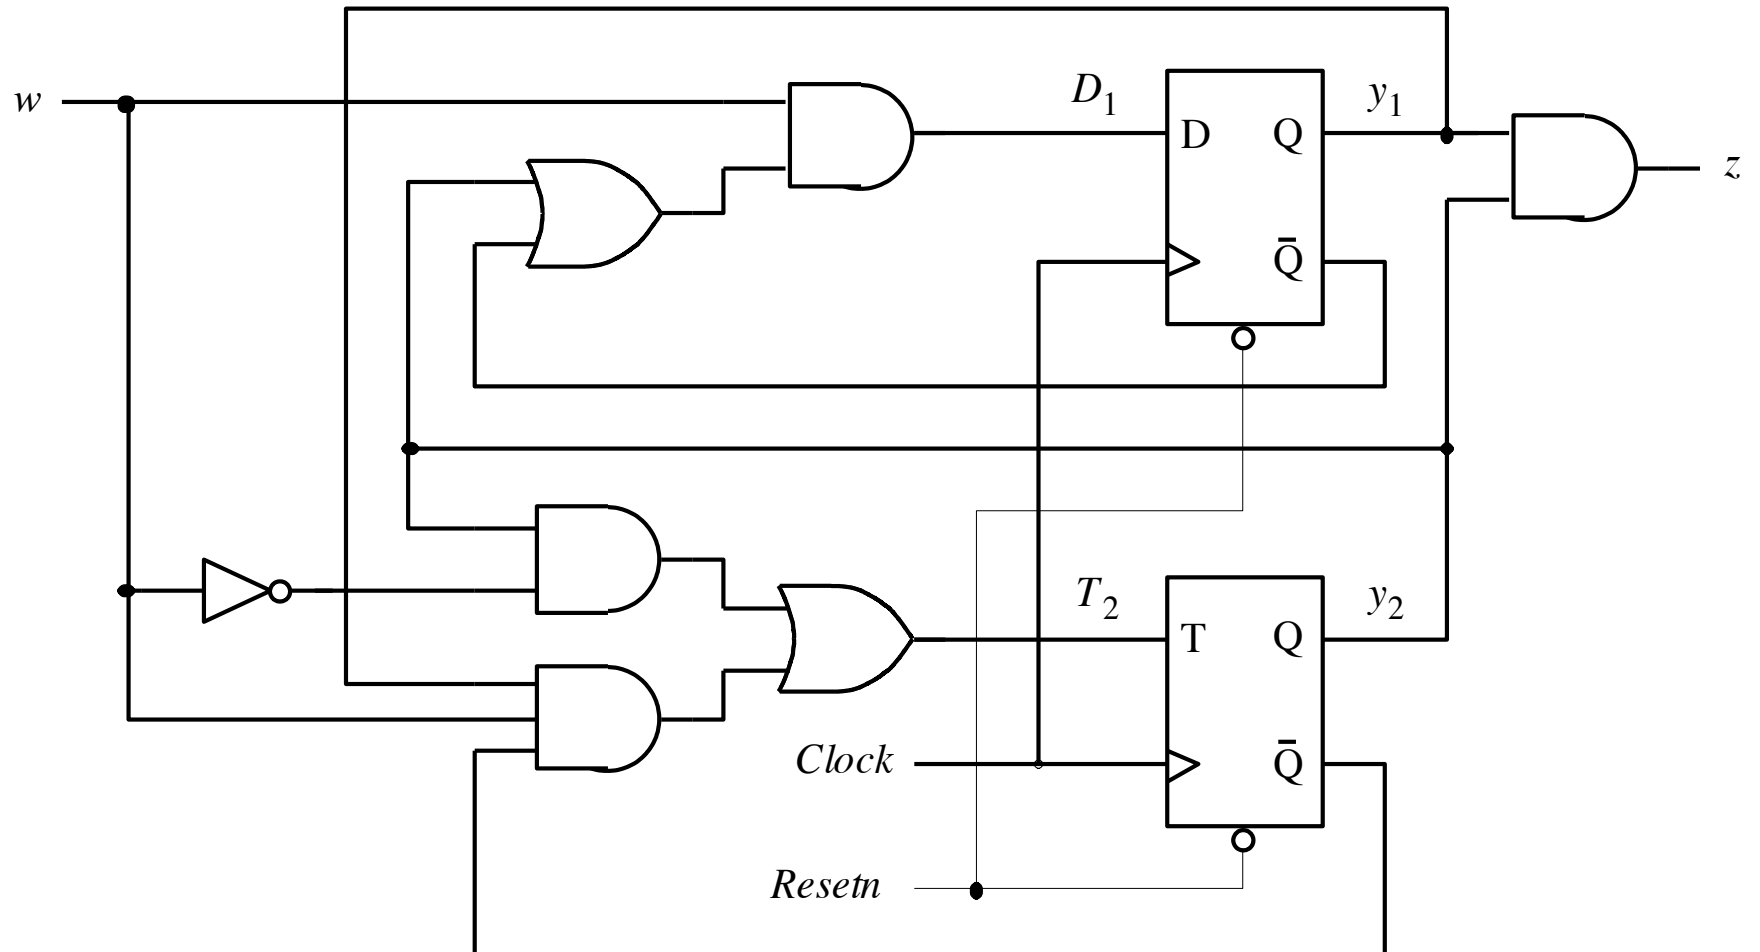 w
D₁
y₁
D
Q
z
Q̄
T₂
y₂
T
Q
Clock
Q̄
Resetn